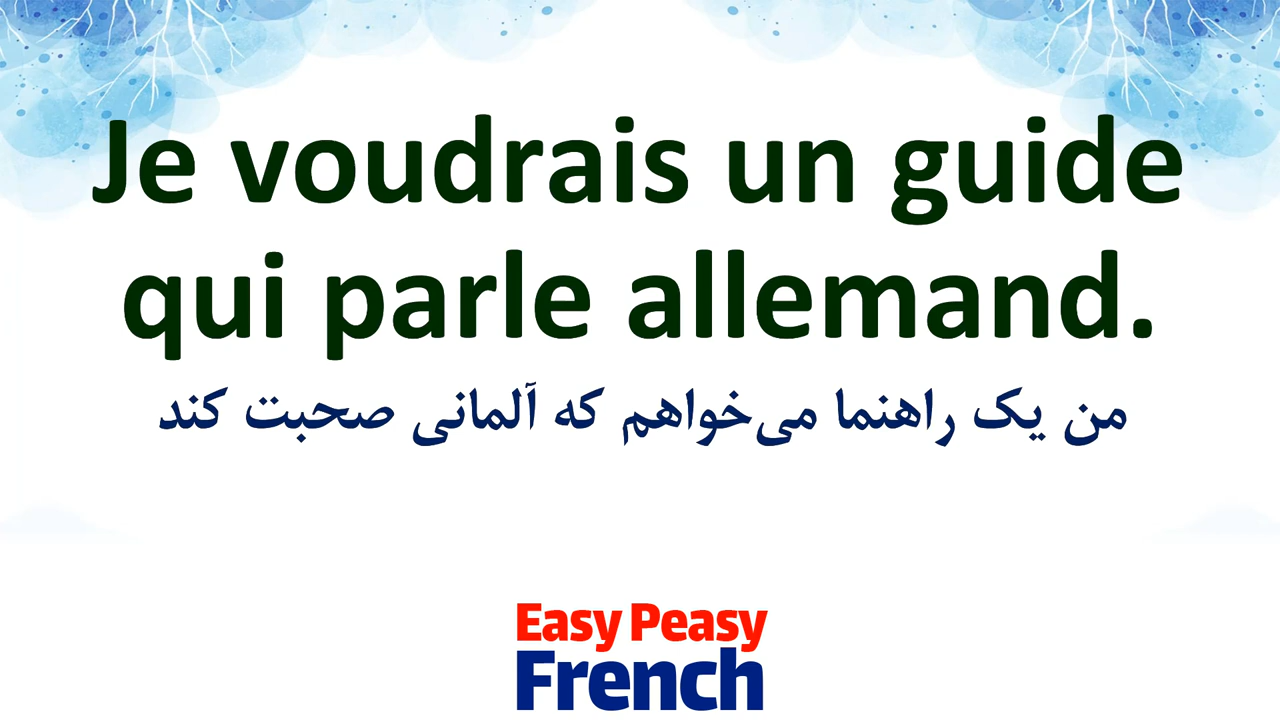 Je voudrais un guide
qui parle allemand.
من یک راهنما می‌خواهم که آلمانی صحبت کند
Easy Peasy
French